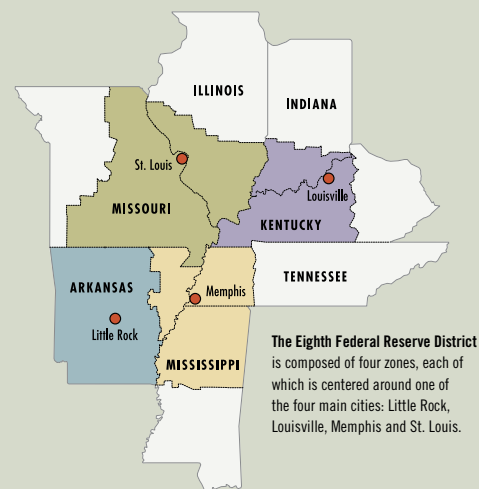 ILLINOIS
INDIANA
St. Louis
Louisville
MISSOURI
KENTUCKY
TENNESSEE
ARKANSAS
Memphis
Little Rock
MISSISSIPPI
The Eighth Federal Reserve District
is composed of four zones, each of
which is centered around one of
the four main cities: Little Rock,
Louisville, Memphis and St. Louis.